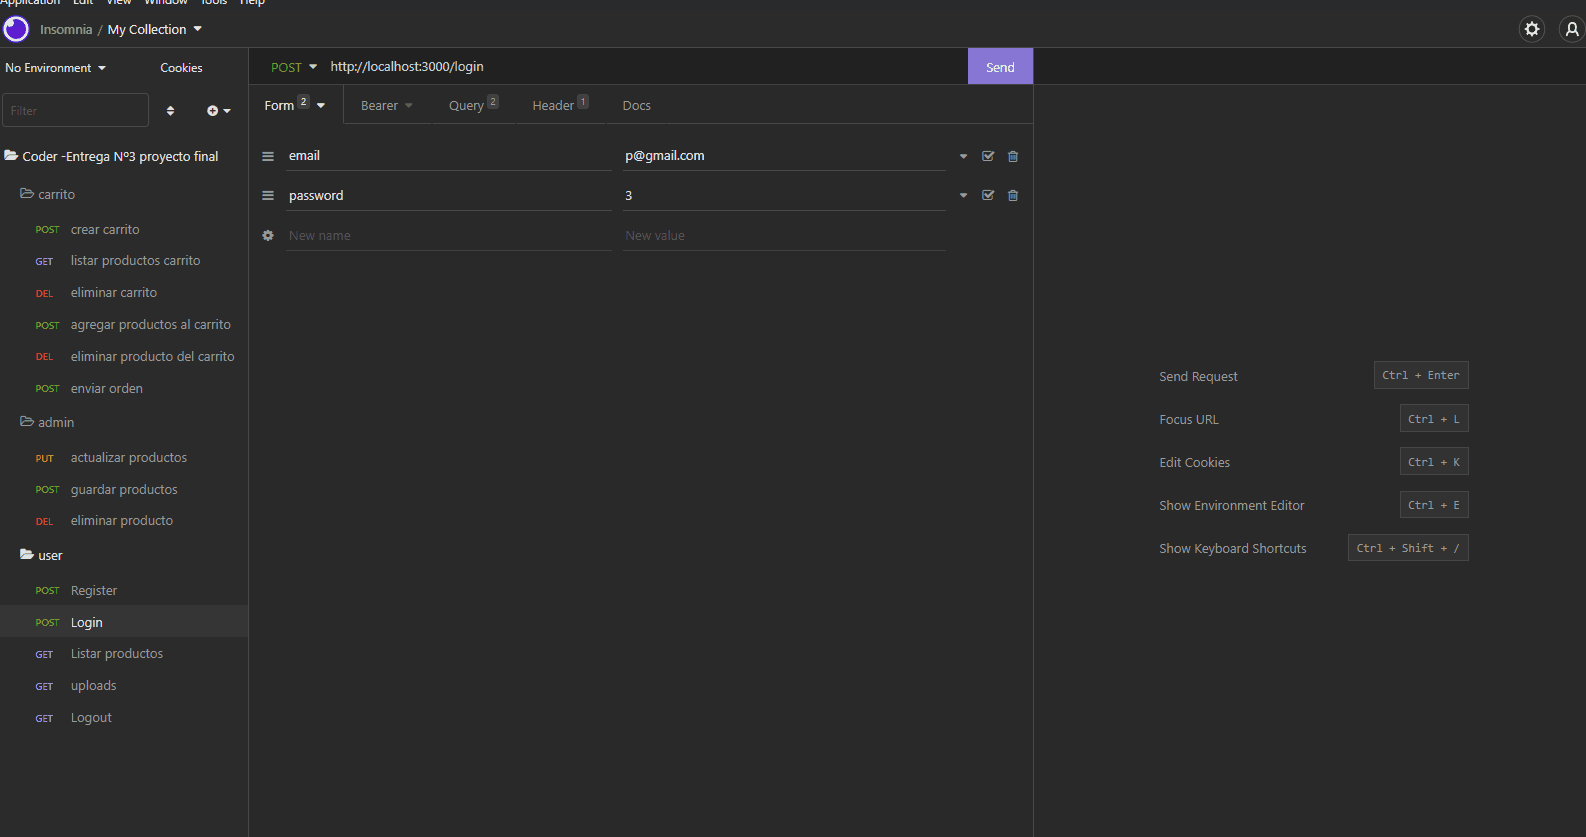 Application Edit View Window Tools Help
Insomnia / My Collection
No Environment Cookies
POST http://localhost:3000/login Send
Filter
Form 2 Bearer Query 2 Header 1 Docs
Coder -Entrega Nº3 proyecto final
carrito
POST crear carrito
GET listar productos carrito
DEL eliminar carrito
POST agregar productos al carrito
DEL eliminar producto del carrito
POST enviar orden
admin
PUT actualizar productos
POST guardar productos
DEL eliminar producto
user
POST Register
POST Login
GET Listar productos
GET uploads
GET Logout
email p@gmail.com
password 3
New name New value
Send Request Ctrl + Enter
Focus URL Ctrl + L
Edit Cookies Ctrl + K
Show Environment Editor Ctrl + E
Show Keyboard Shortcuts Ctrl + Shift + /